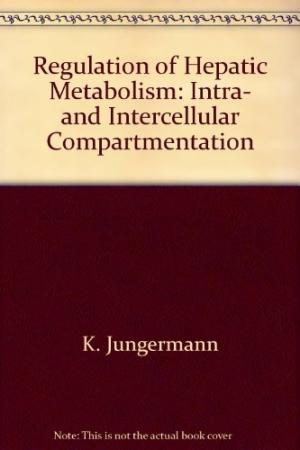 Regulation of Hepatic
Metabolism: Intra-
and Intercellular
Compartmentation
K. Jungermann
Note: This is not the actual book cover